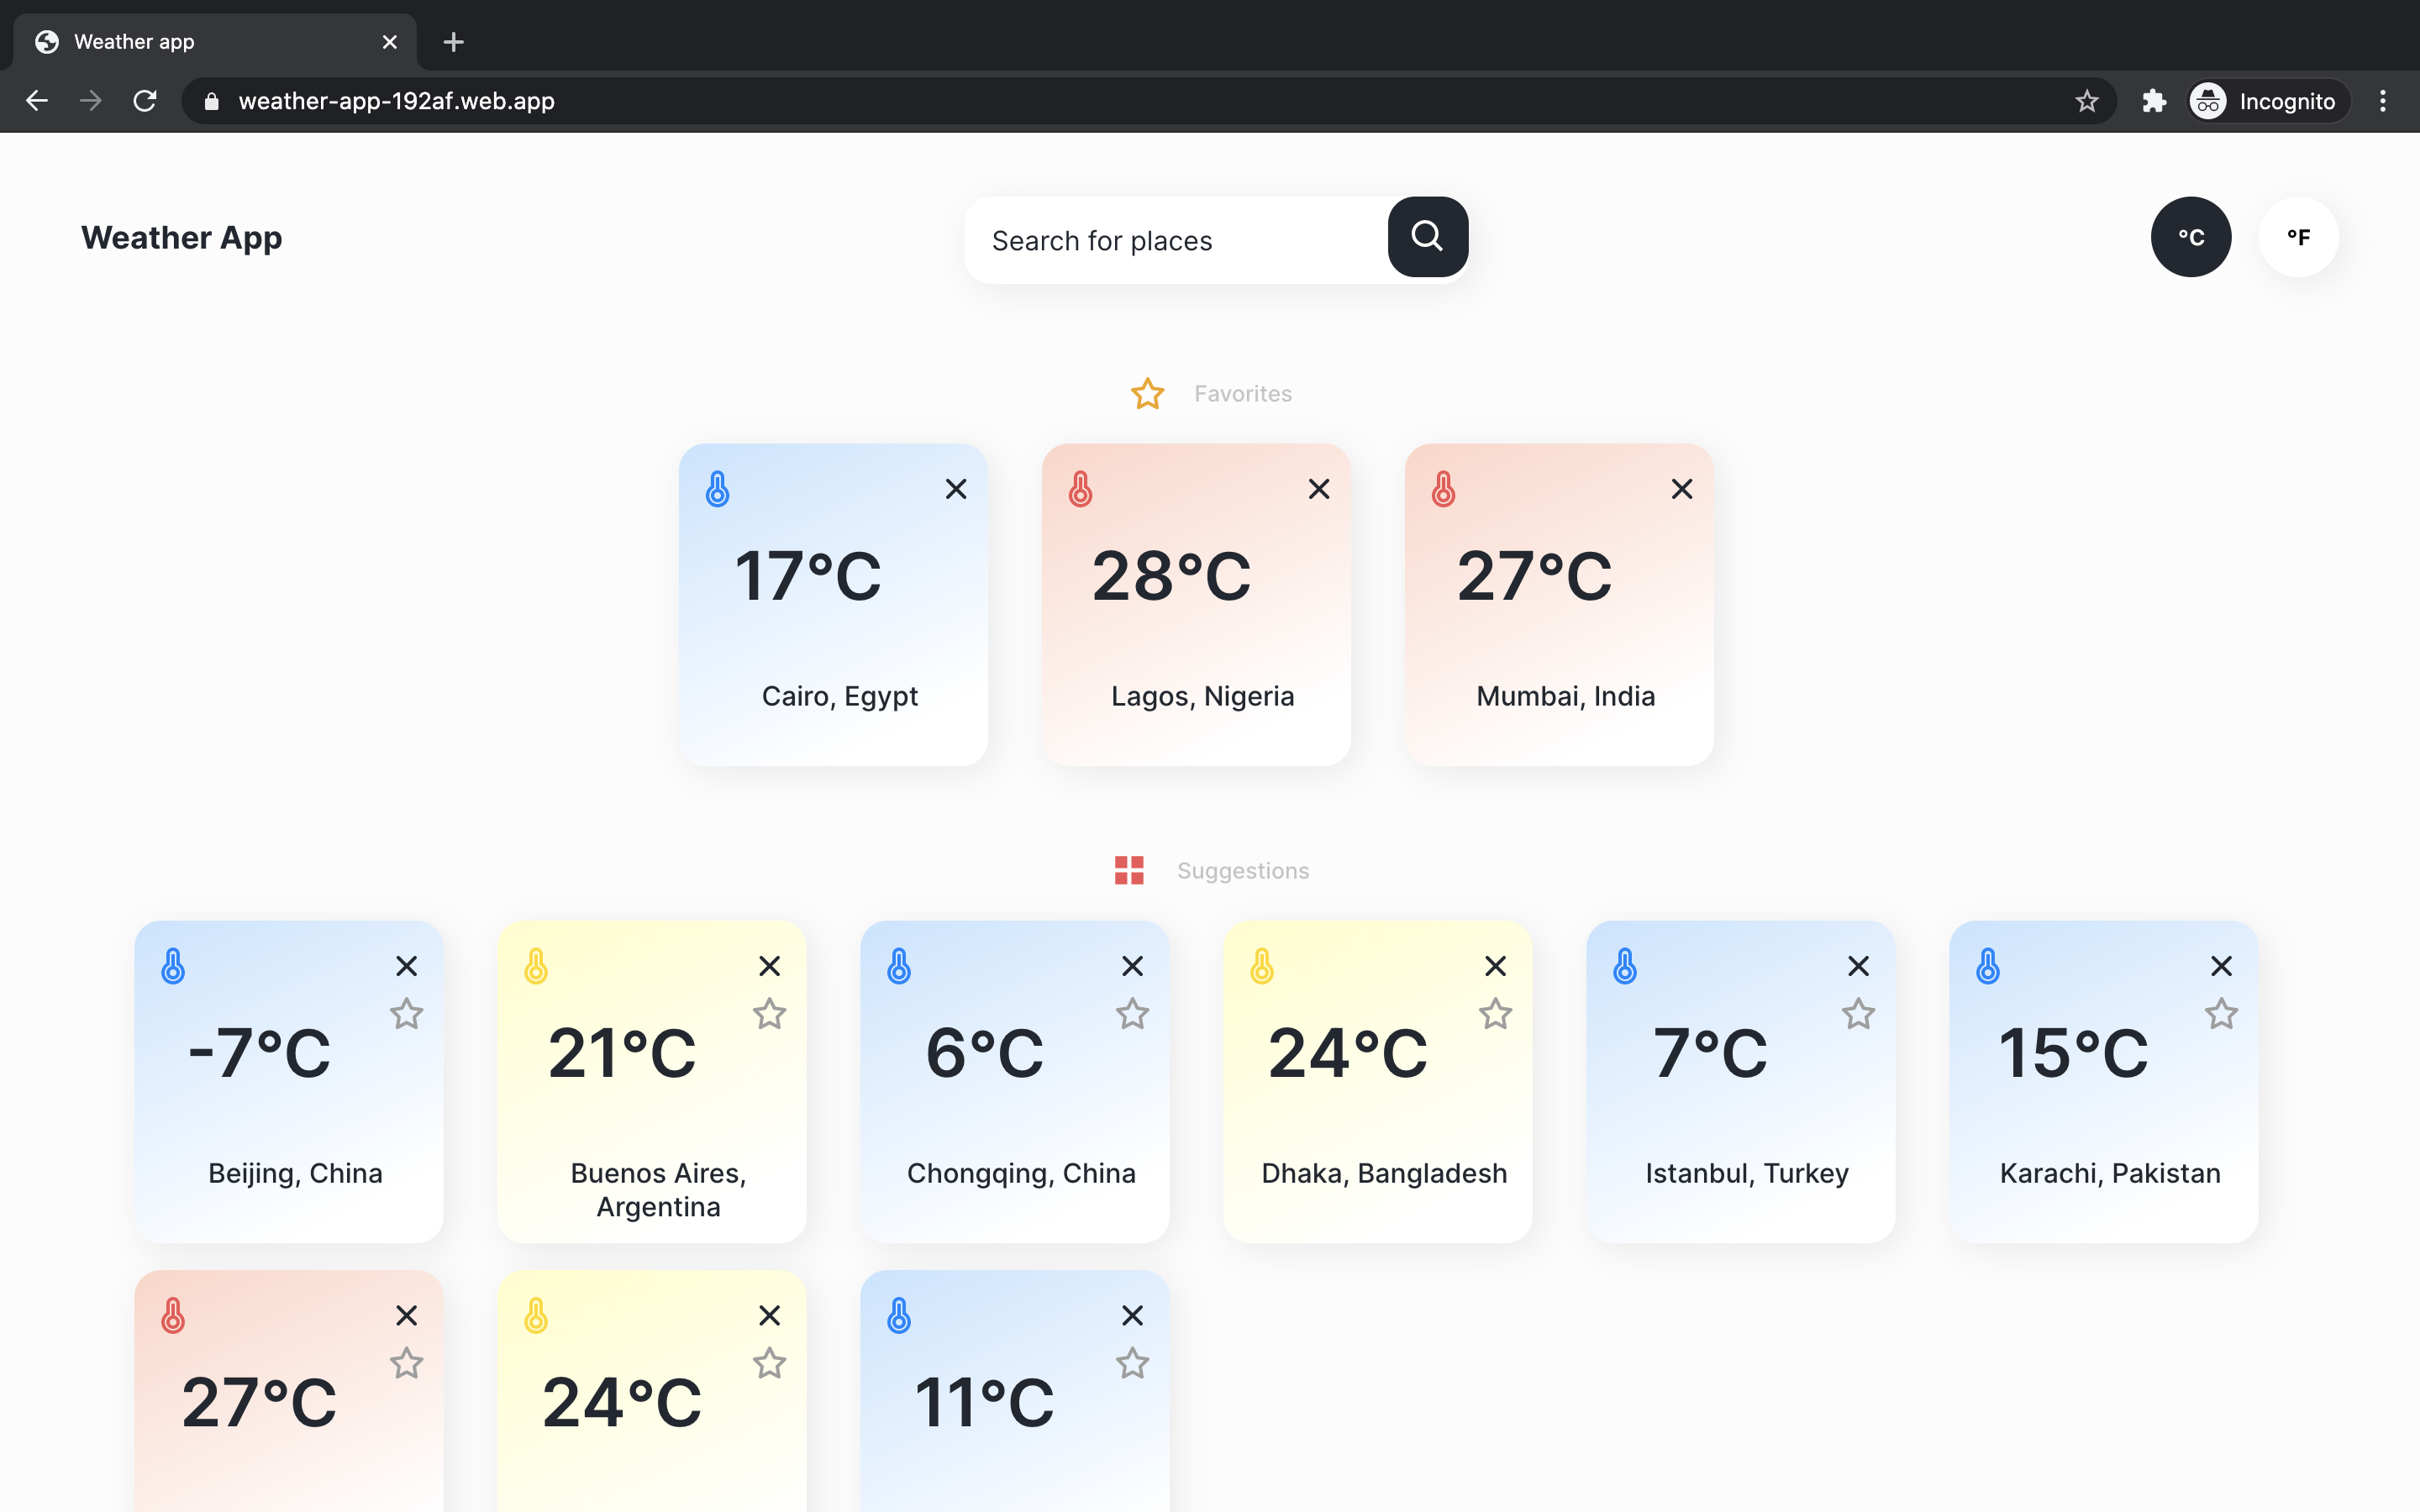 Weather app
weather-app-192af.web.app
Incognito
Weather App
Search for places
°C
°F
Favorites
17°C
28°C
27°C
Cairo, Egypt
Lagos, Nigeria
Mumbai, India
Suggestions
-7°C
21°C
6°C
24°C
7°C
15°C
Beijing, China
Buenos Aires,
Argentina
Chongqing, China
Dhaka, Bangladesh
Istanbul, Turkey
Karachi, Pakistan
27°C
24°C
11°C